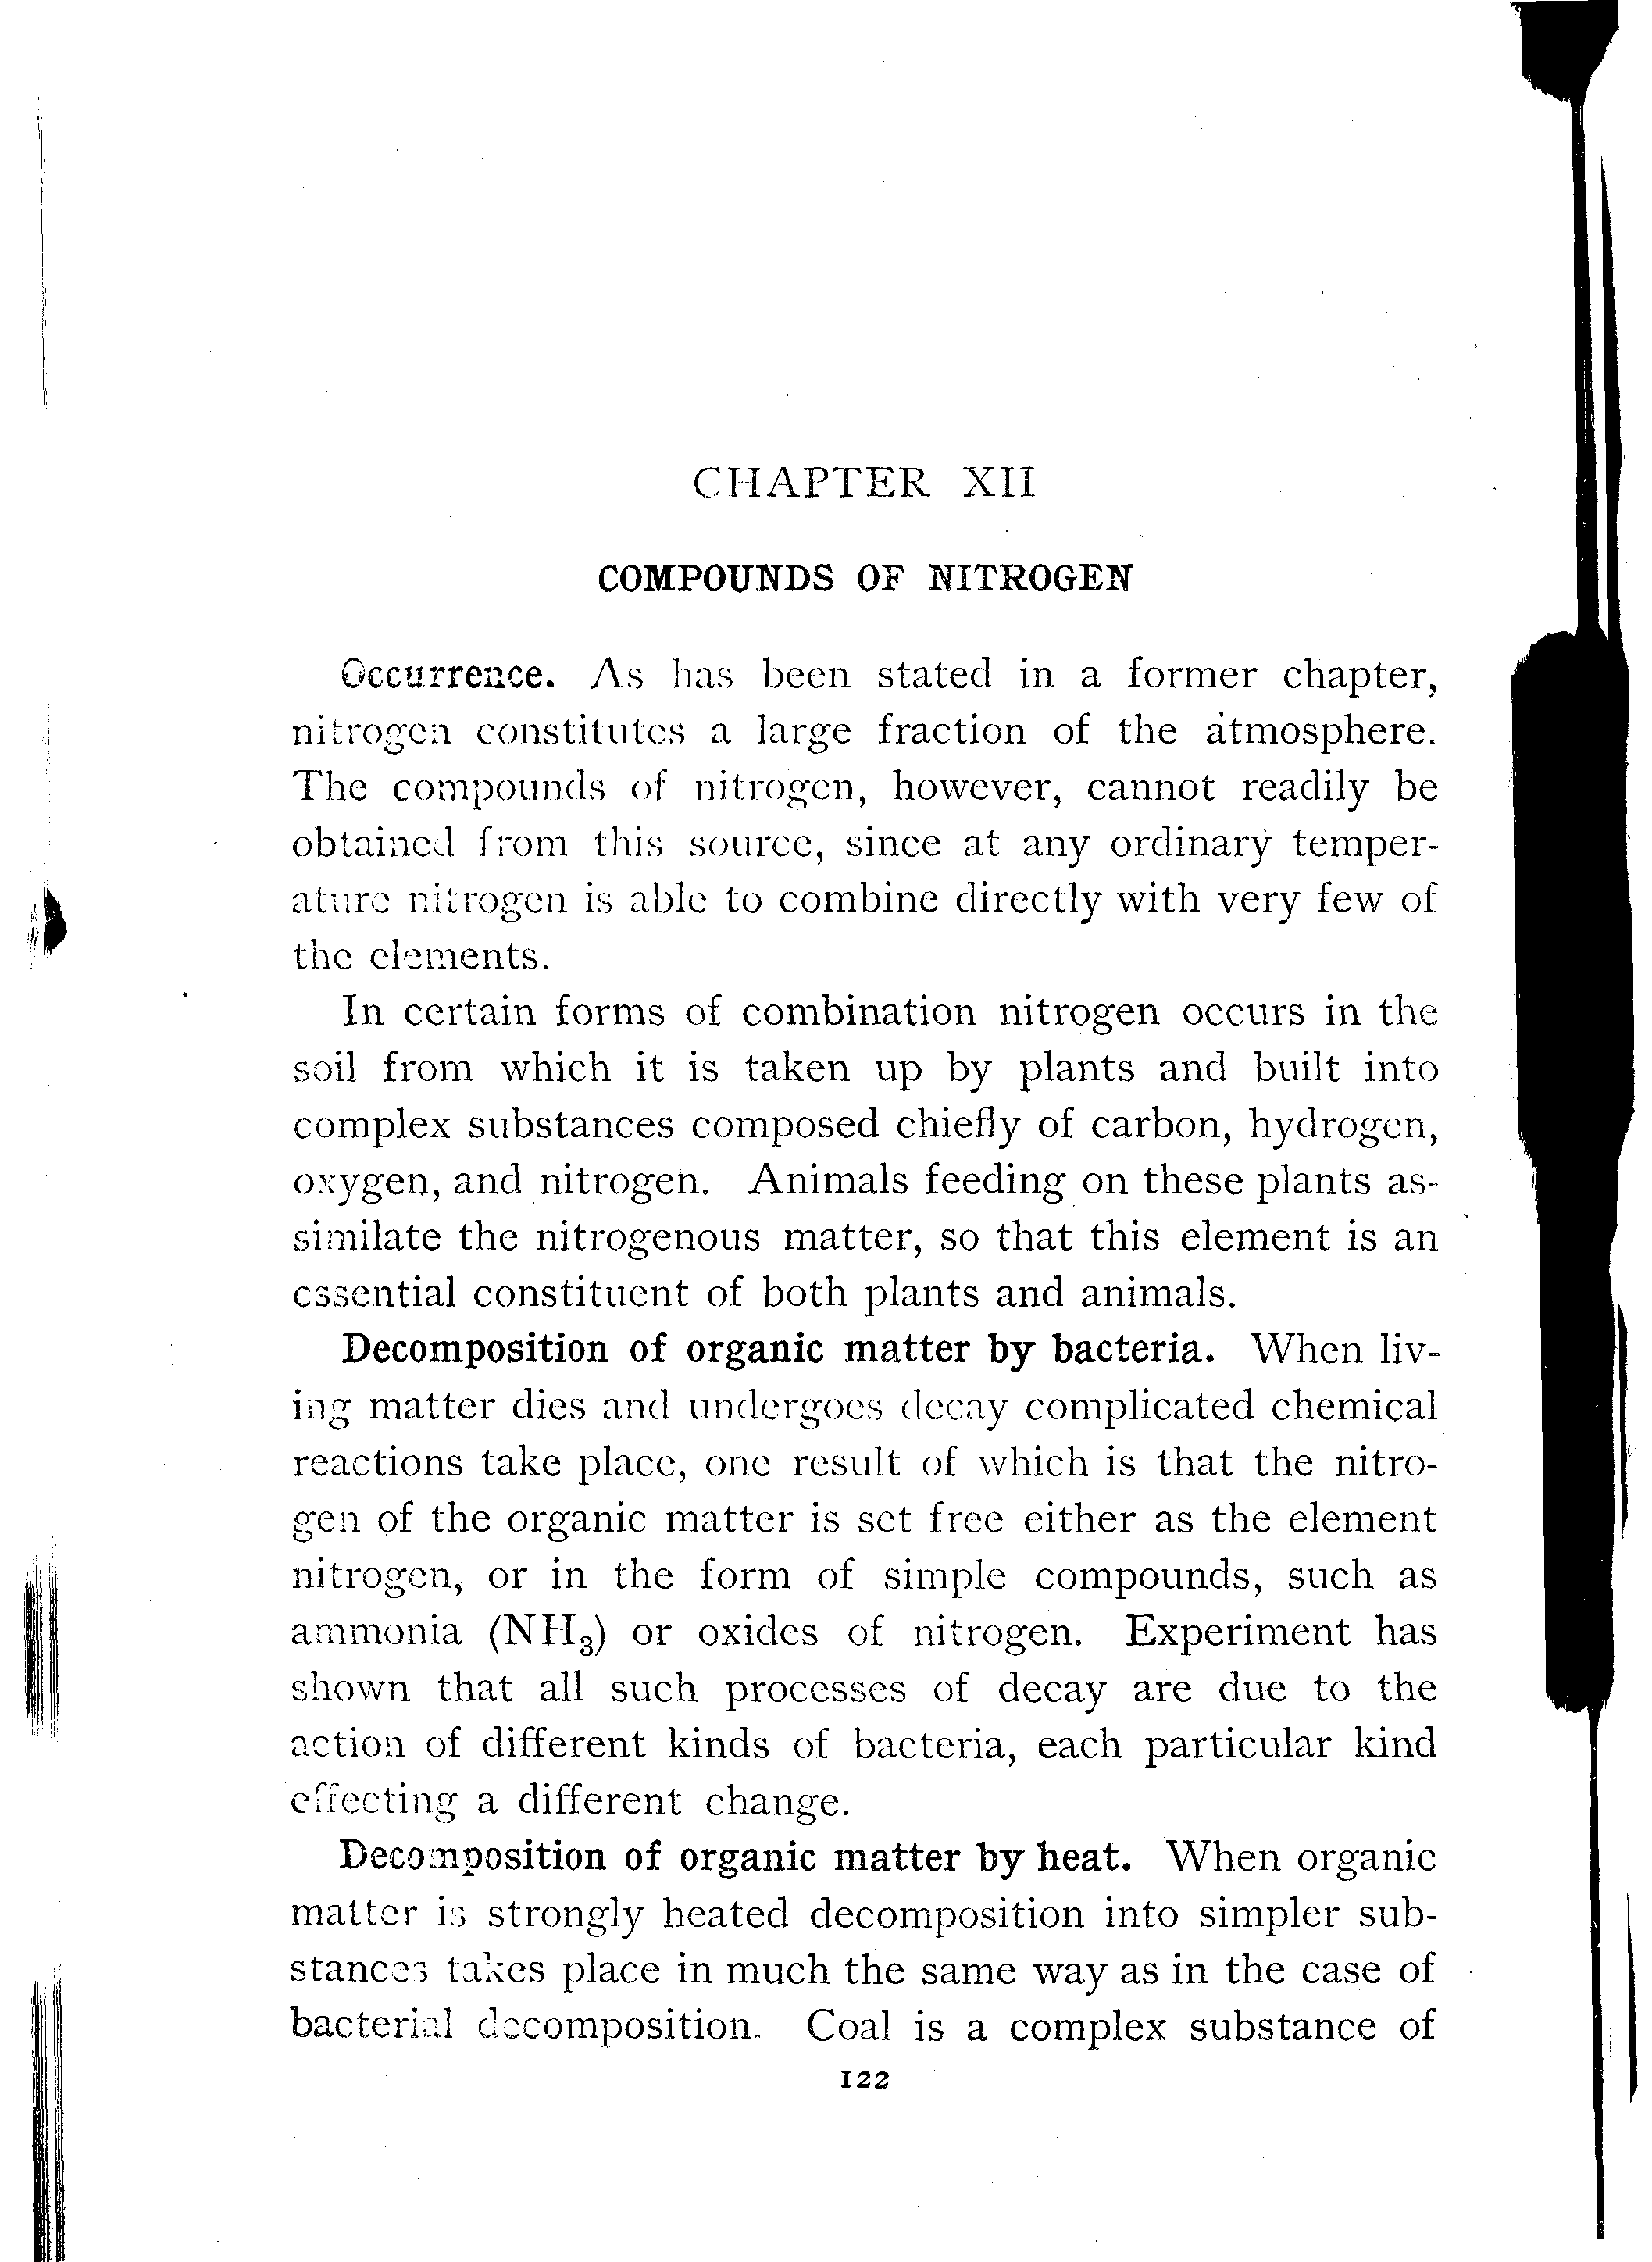 CHAPTER XII
COMPOUNDS OF NITROGEN
Occurrence. As has been stated in a former chapter,
nitrogen constitutes a large fraction of the atmosphere.
The compounds of nitrogen, however, cannot readily be
obtained from this source, since at any ordinary temper-
ature nitrogen is able to combine directly with very few of
the elements.
In certain forms of combination nitrogen occurs in the
soil from which it is taken up by plants and built into
complex substances composed chiefly of carbon, hydrogen,
oxygen, and nitrogen. Animals feeding on these plants as-
similate the nitrogenous matter, so that this element is an
essential constituent of both plants and animals.
Decomposition of organic matter by bacteria. When liv-
ing matter dies and undergoes decay complicated chemical
reactions take place, one result of which is that the nitro-
gen of the organic matter is set free either as the element
nitrogen, or in the form of simple compounds, such as
ammonia (NH₃) or oxides of nitrogen. Experiment has
shown that all such processes of decay are due to the
action of different kinds of bacteria, each particular kind
effecting a different change.
Decomposition of organic matter by heat. When organic
matter is strongly heated decomposition into simpler sub-
stances takes place in much the same way as in the case of
bacterial decomposition. Coal is a complex substance of
122